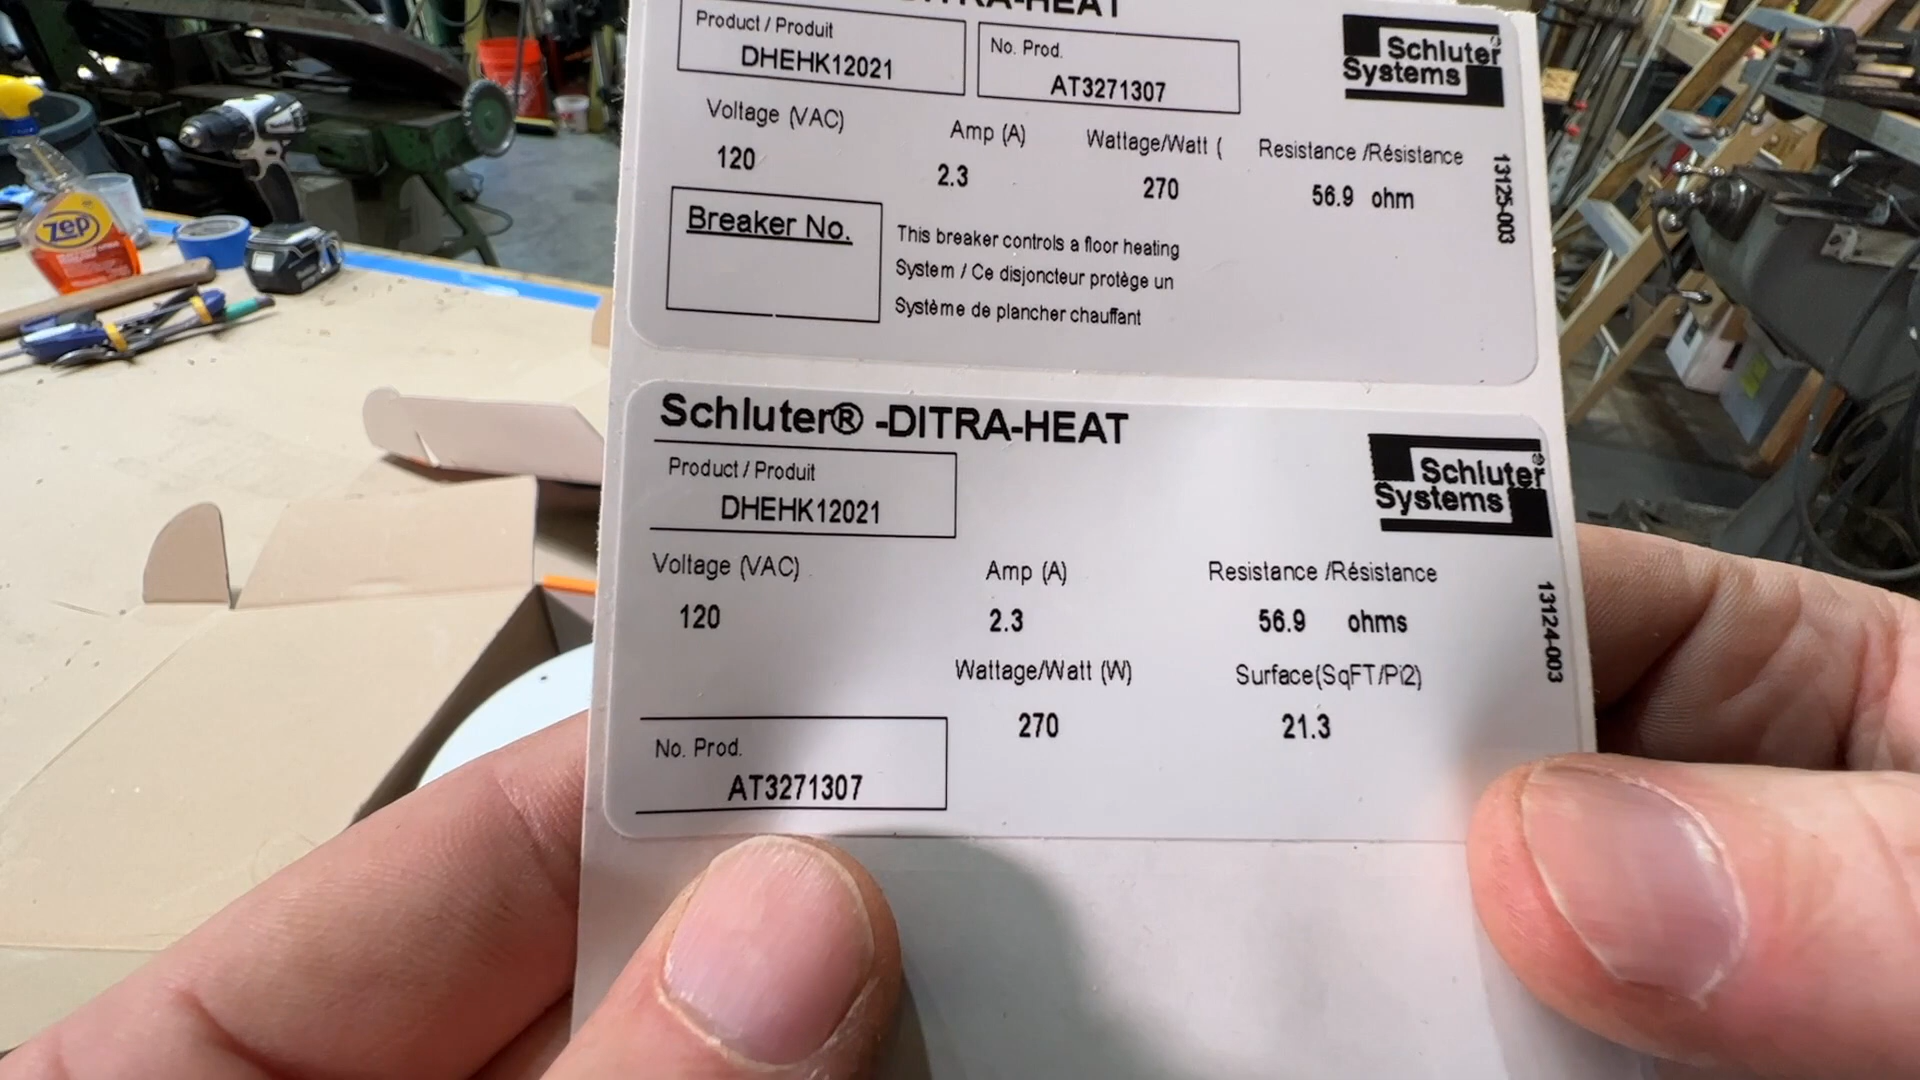 -DITRA-HEAT
Product / Produit
DHEHK12021
No. Prod.
AT3271307
Schluter®
Systems
Voltage (VAC)
120
Amp (A)
2.3
Wattage/Watt (
270
Resistance /Résistance
56.9 ohm
13125-003
Breaker No.
This breaker controls a floor heating
System / Ce disjoncteur protège un
Système de plancher chauffant
Schluter® -DITRA-HEAT
Product / Produit
DHEHK12021
Schluter®
Systems
Voltage (VAC)
120
Amp (A)
2.3
Resistance /Résistance
56.9 ohms
Wattage/Watt (W)
270
Surface(SqFT/Pi2)
21.3
13124-003
No. Prod.
AT3271307
Zep